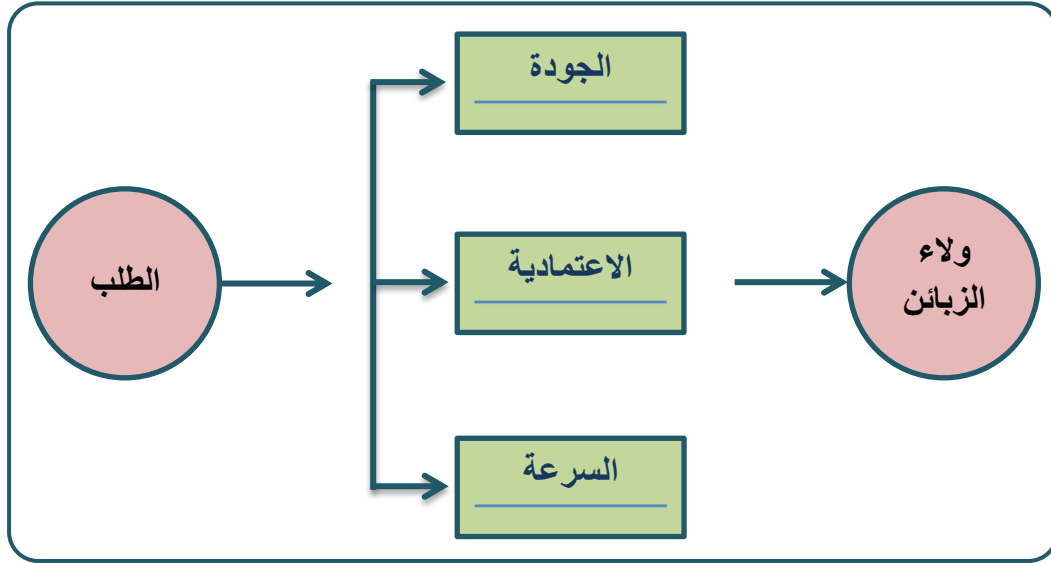 الجودة
الاعتمادية
السرعة
الطلب
ولاء
الزبائن